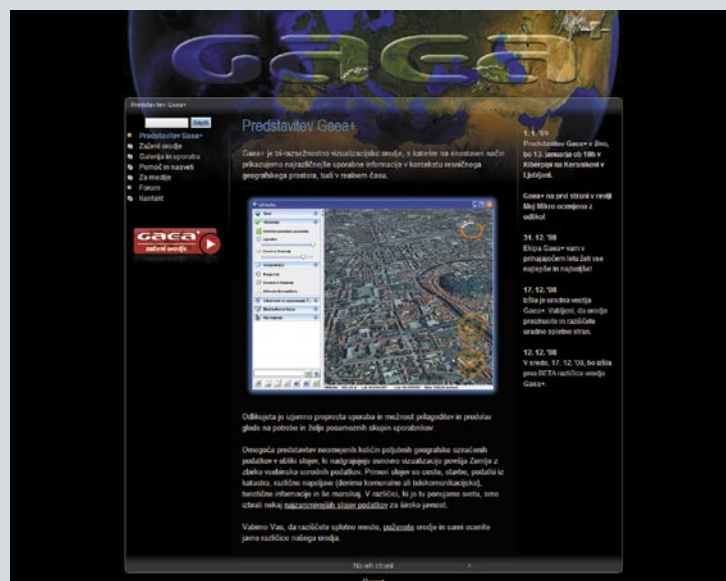 GaeA+
Predstavitev Gaea+
Predstavitev Gaea+
Zaženi orodje
Galerija in uporaba
Pomoč in nasveti
Za medije
Forum
Kontakt
GaeA+
zaženi orodje
Predstavitev Gaea+
Gaea+ je tri-razsežnostno vizualizacijsko orodje, s katerim na enostaven način
prikazujemo najrazličnejše uporabne informacije v kontekstu resničnega
geografskega prostora, tudi v realnem času.
Odlikujeta je izjemno preprosta uporaba in možnost prilagoditev in predelav
glede na potrebe in želje posameznih skupin uporabnikov.
Omogoča predstavitev neomejenih količin poljubnih geografsko označenih
podatkov v obliki slojev, ki nadgrajujejo osnovno vizualizacijo površja Zemlje z
zbirko vsebinsko sorodnih podatkov. Primeri slojev so ceste, stavbe, podatki iz
katastra, različne napeljave (denimo komunalne ali telekomunikacijske),
turistične informacije in še marsikaj. V različici, ki jo tu ponujamo svetu, smo
izbrali nekaj najzanimivejših slojev podatkov za široko javnost.
Vabimo Vas, da raziščete spletno mesto, poženete orodje in sami ocenite
javno različico našega orodja.
1. 1. '09
Predstavitev Gaea+ v živo,
bo 13. januarja ob 19h v
Kiberpipi na Kersnikovi v
Ljubljani.
Gaea+ na prvi strani v reviji
Moj Mikro ocenjena z
odliko!
31. 12. '08
Ekipa Gaea+ vam v
prihajajočem letu želi vse
najlepše in najboljše!
17. 12. '08
Izšla je uradna verzija
Gaea+. Vabljeni, da orodje
preizkusite in raziščete
uradno spletno stran.
12. 12. '08
V sredo, 17. 12. '08, bo izšla
prva BETA različica orodja
Gaea+.
Na vrh strani